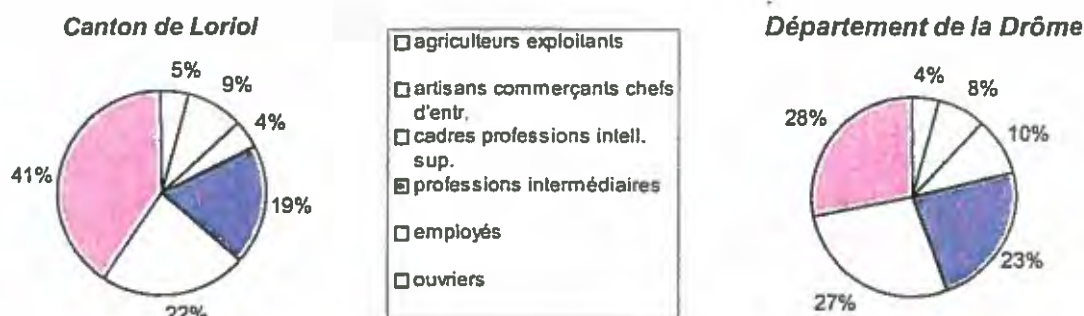 Canton de Loriol
5%
9%
4%
19%
22%
41%
agriculteurs exploitants
artisans commerçants chefs
d'entr.
cadres professions intell.
sup.
professions intermédiaires
employés
ouvriers
Département de la Drôme
4%
8%
10%
23%
27%
28%